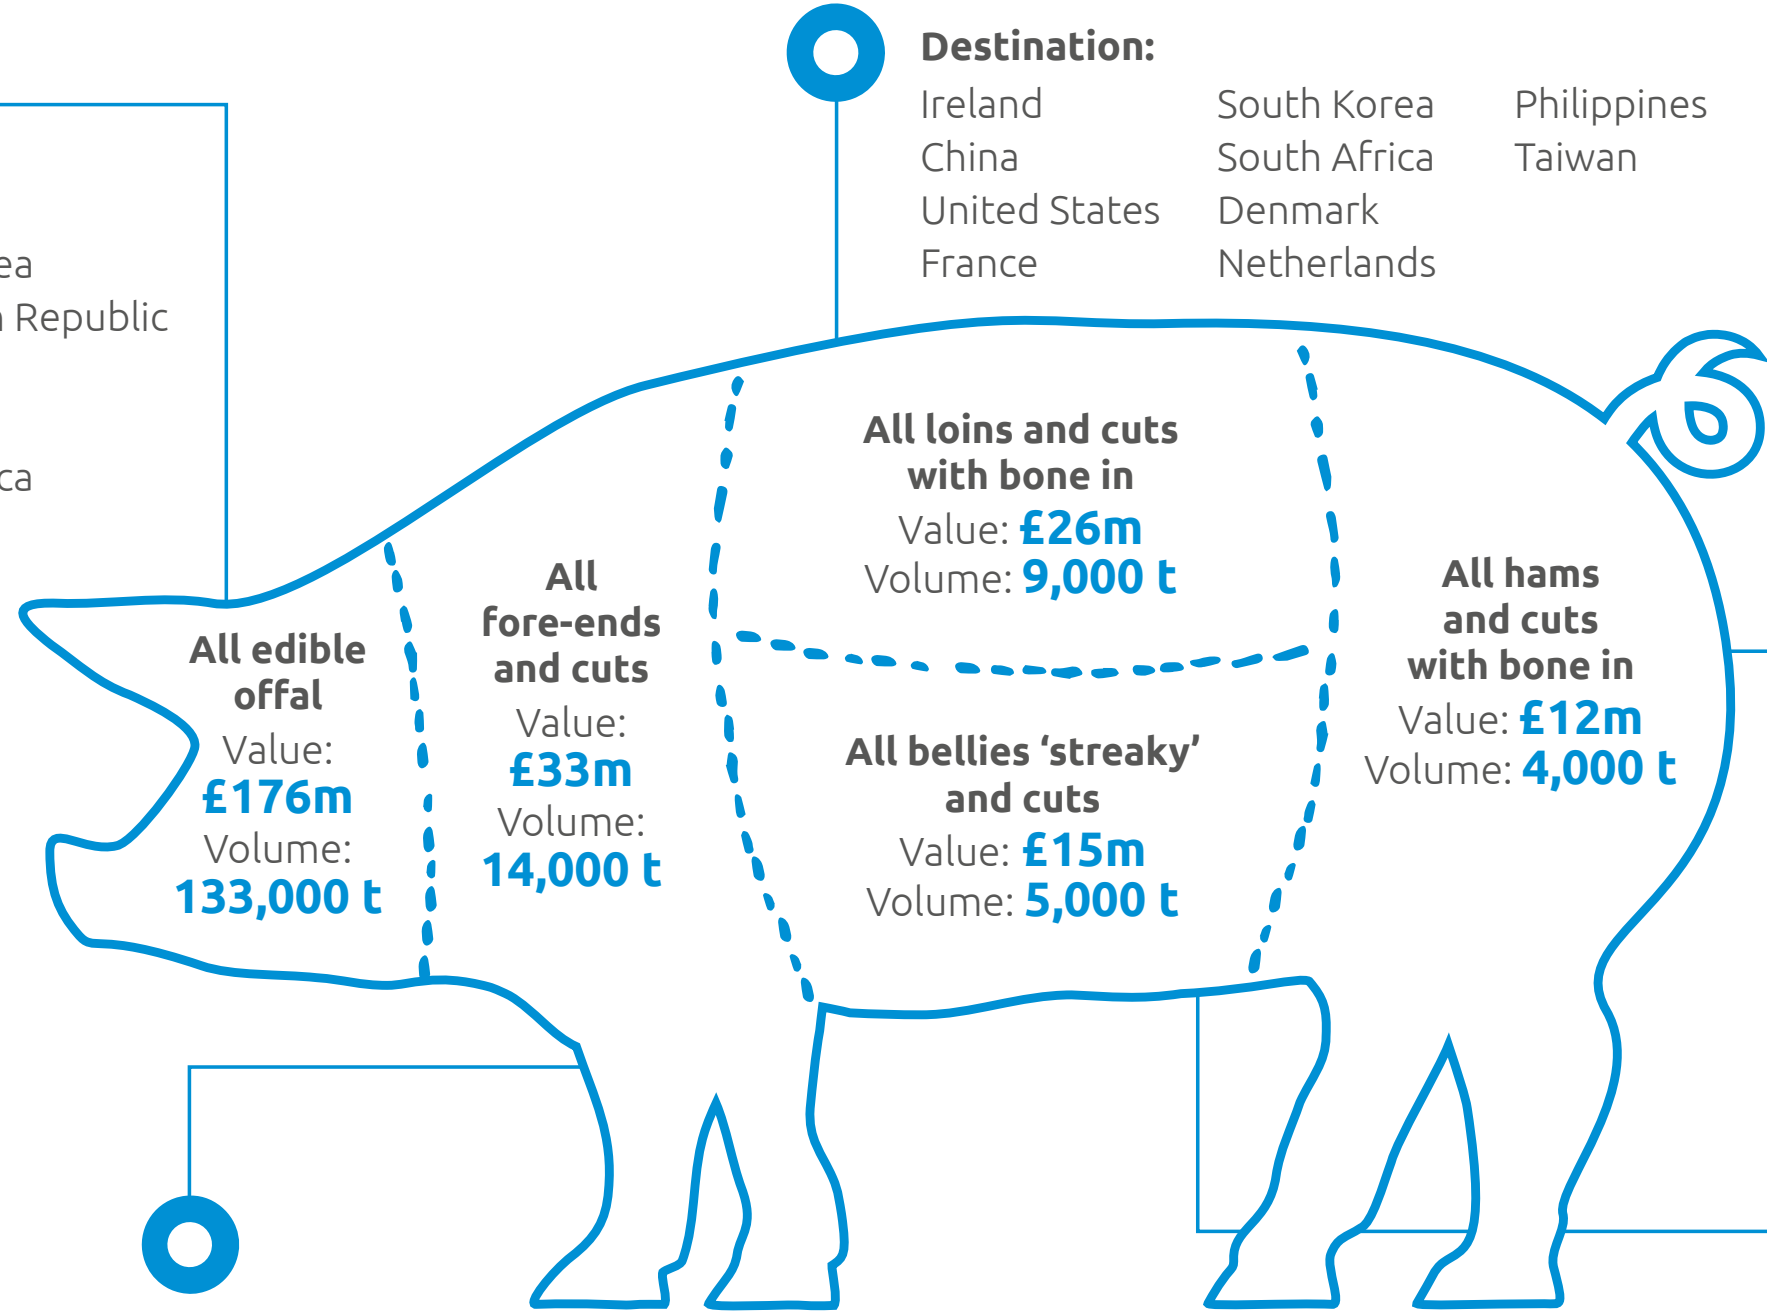 Destination:
Ireland
China
United States
France
South Korea
South Africa
Denmark
Netherlands
Philippines
Taiwan
Republic
All edible
offal
Value:
£176m
Volume:
133,000 t
All
fore-ends
and cuts
Value:
£33m
Volume:
14,000 t
All loins and cuts
with bone in
Value: £26m
Volume: 9,000 t
All bellies ‘streaky’
and cuts
Value: £15m
Volume: 5,000 t
All hams
and cuts
with bone in
Value: £12m
Volume: 4,000 t